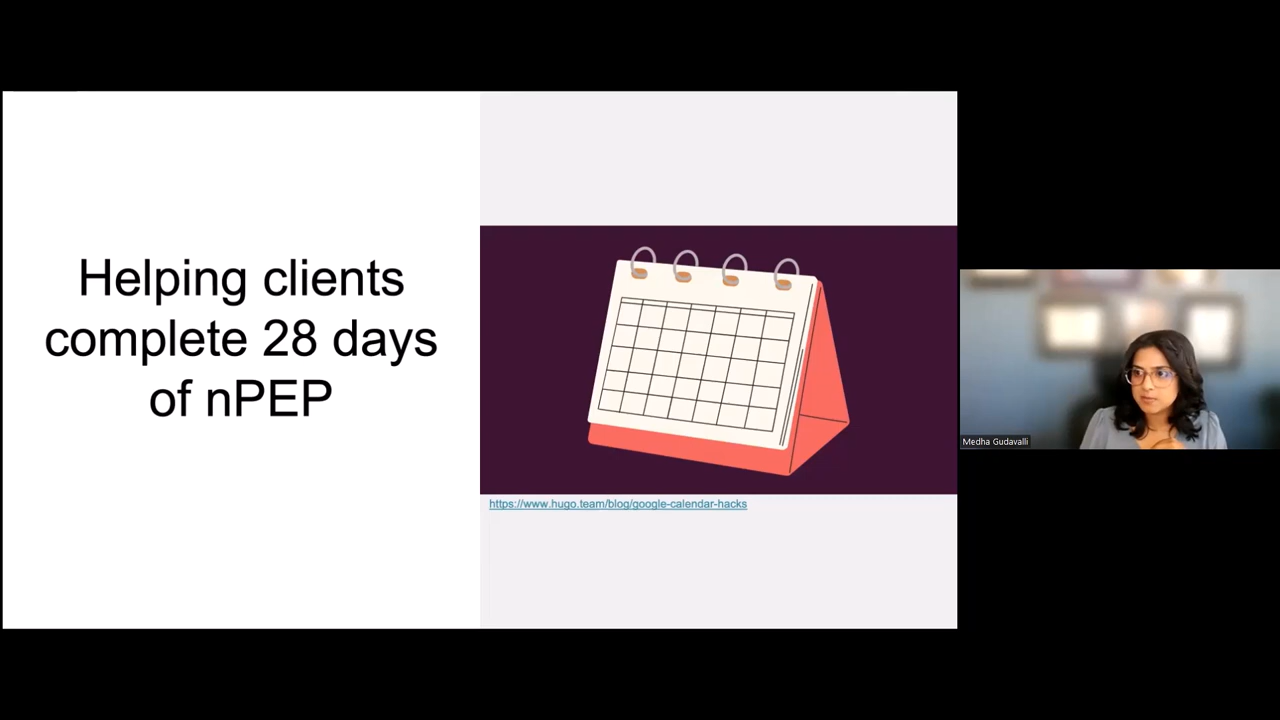 Helping clients
complete 28 days
of nPEP
https://www.hugo.team/blog/google-calendar-hacks
Medha Gudavalli